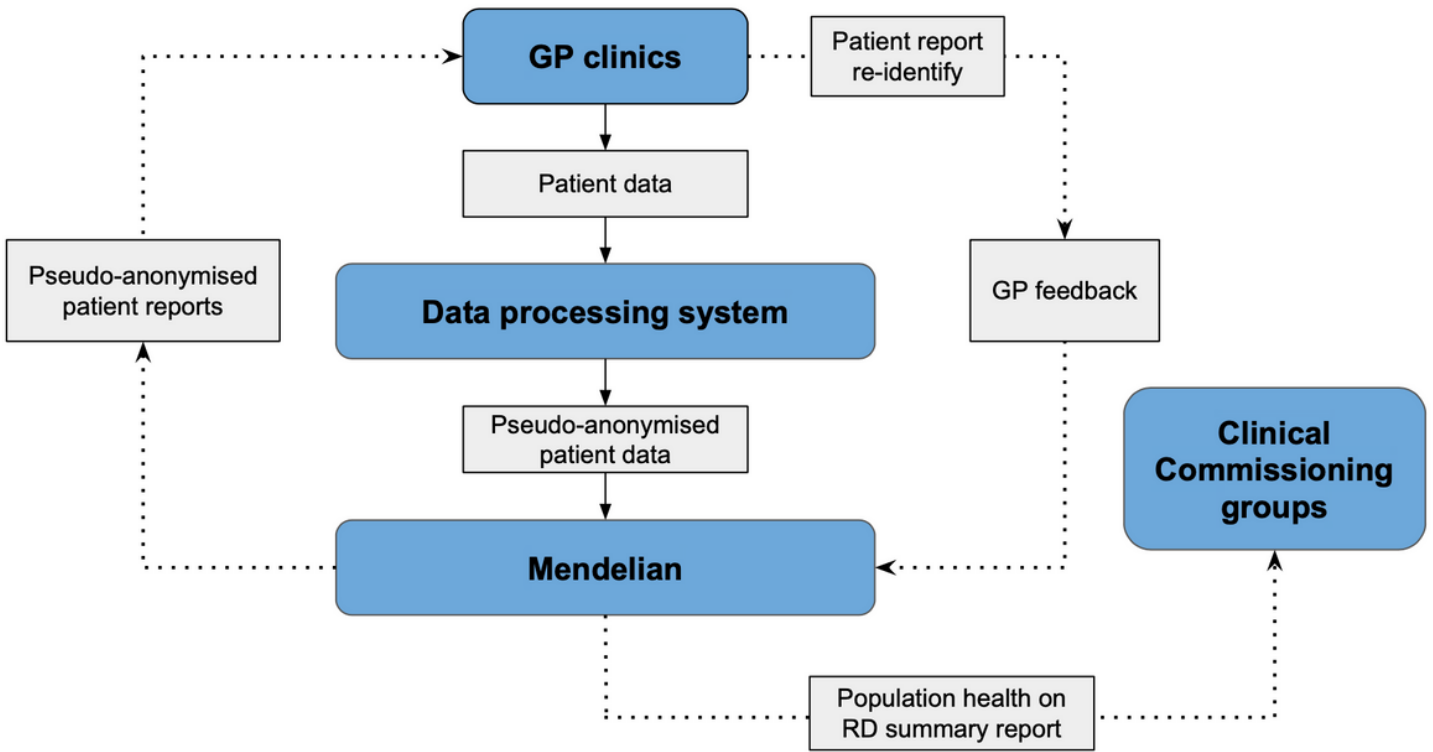 GP clinics
Patient report
re-identify
Patient data
Pseudo-anonymised
patient reports
GP feedback
Data processing system
Pseudo-anonymised
patient data
Clinical
Commissioning
groups
Mendelian
Population health on
RD summary report